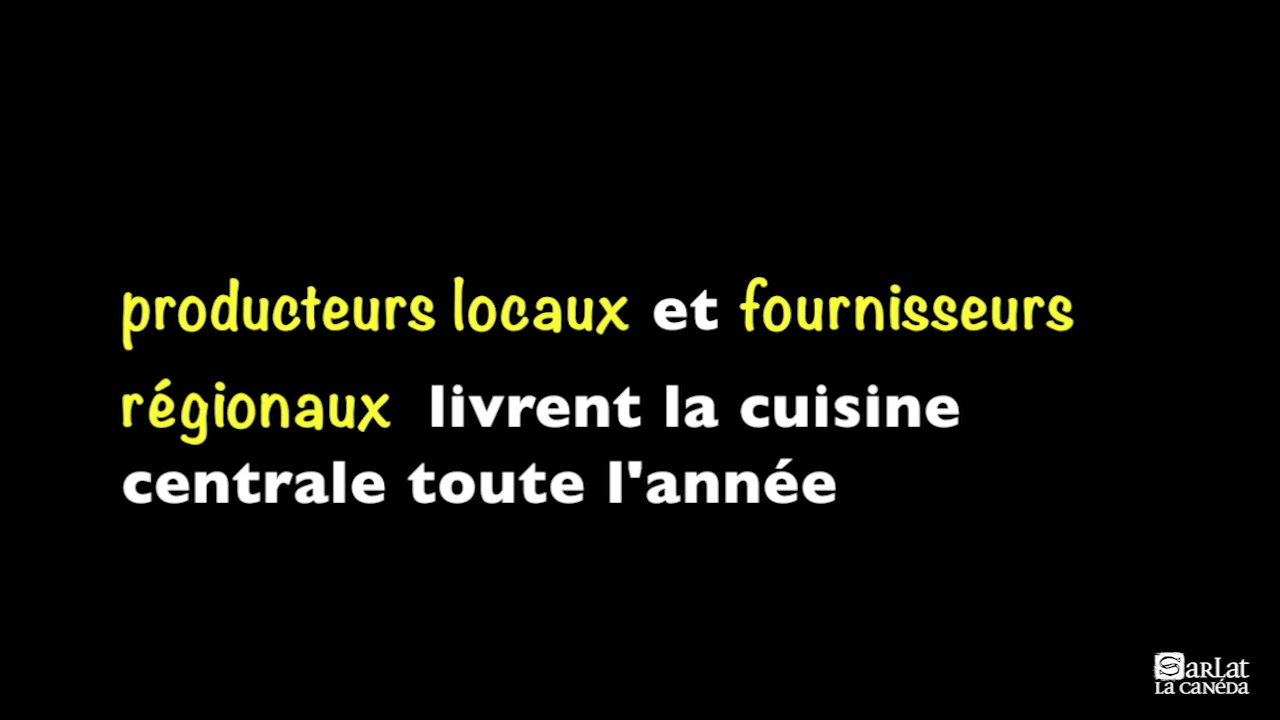 producteurs locaux et fournisseurs
régionaux livrent la cuisine
centrale toute l'année
Sarlat
La Canéda